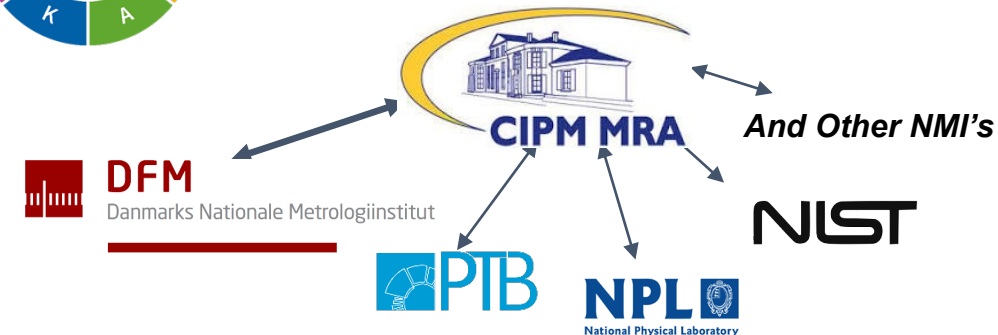 K A
CIPM MRA
And Other NMI's
DFM
Danmarks Nationale Metrologiinstitut
NIST
PTB
NPL
National Physical Laboratory